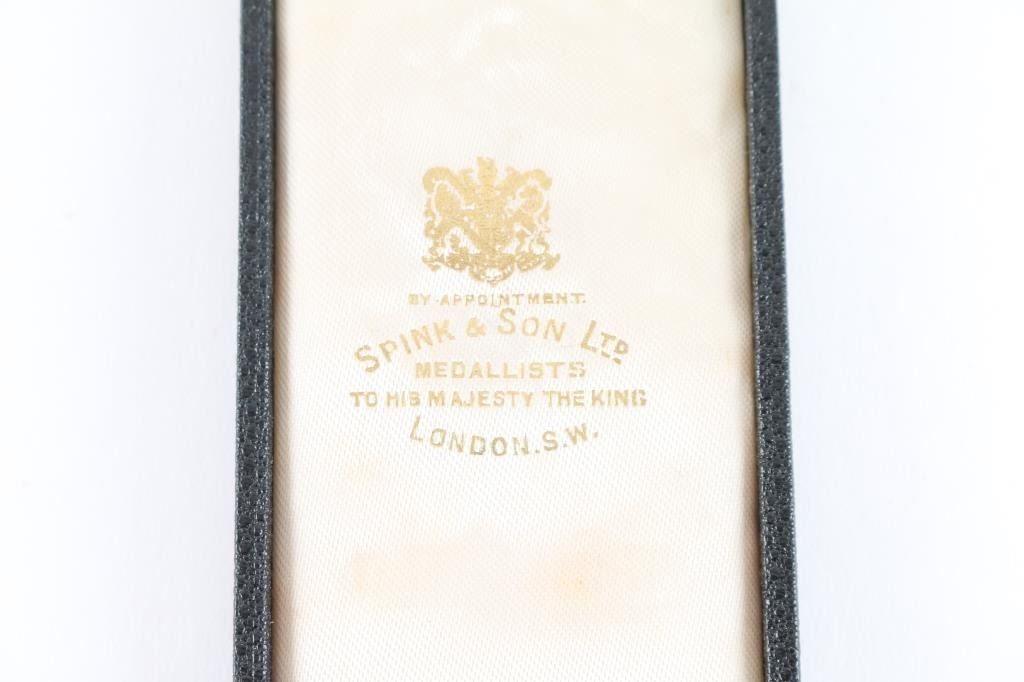 BY APPOINTMENT.
SPINK & SON LTD
MEDALLISTS
TO HIS MAJESTY THE KING
LONDON.S.W.